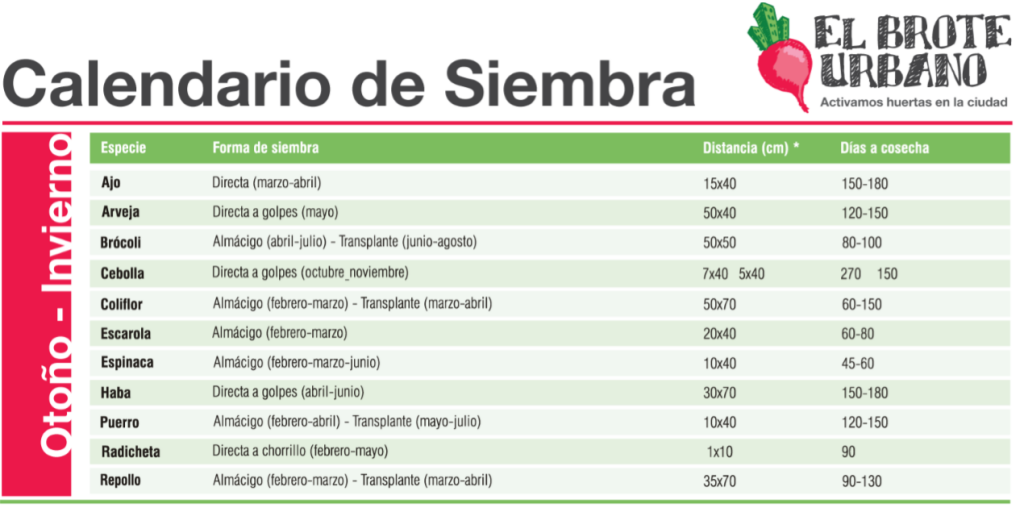 EL BROTE
URBANO
Activamos huertas en la ciudad
Calendario de Siembra
Otoño - Invierno
Especie Forma de siembra Distancia (cm) * Días a cosecha
Ajo Directa (marzo-abril) 15x40 150-180
Arveja Directa a golpes (mayo) 50x40 120-150
Brócoli Almácigo (abril-julio) - Transplante (junio-agosto) 50x50 80-100
Cebolla Directa a golpes (octubre_noviembre) 7x40 5x40 270 150
Coliflor Almácigo (febrero-marzo) - Transplante (marzo-abril) 50x70 60-150
Escarola Almácigo (febrero-marzo) 20x40 60-80
Espinaca Almácigo (febrero-marzo-junio) 10x40 45-60
Haba Directa a golpes (abril-junio) 30x70 150-180
Puerro Almácigo (febrero-abril) - Transplante (mayo-julio) 10x40 120-150
Radicheta Directa a chorrillo (febrero-mayo) 1x10 90
Repollo Almácigo (febrero-marzo) - Transplante (marzo-abril) 35x70 90-130